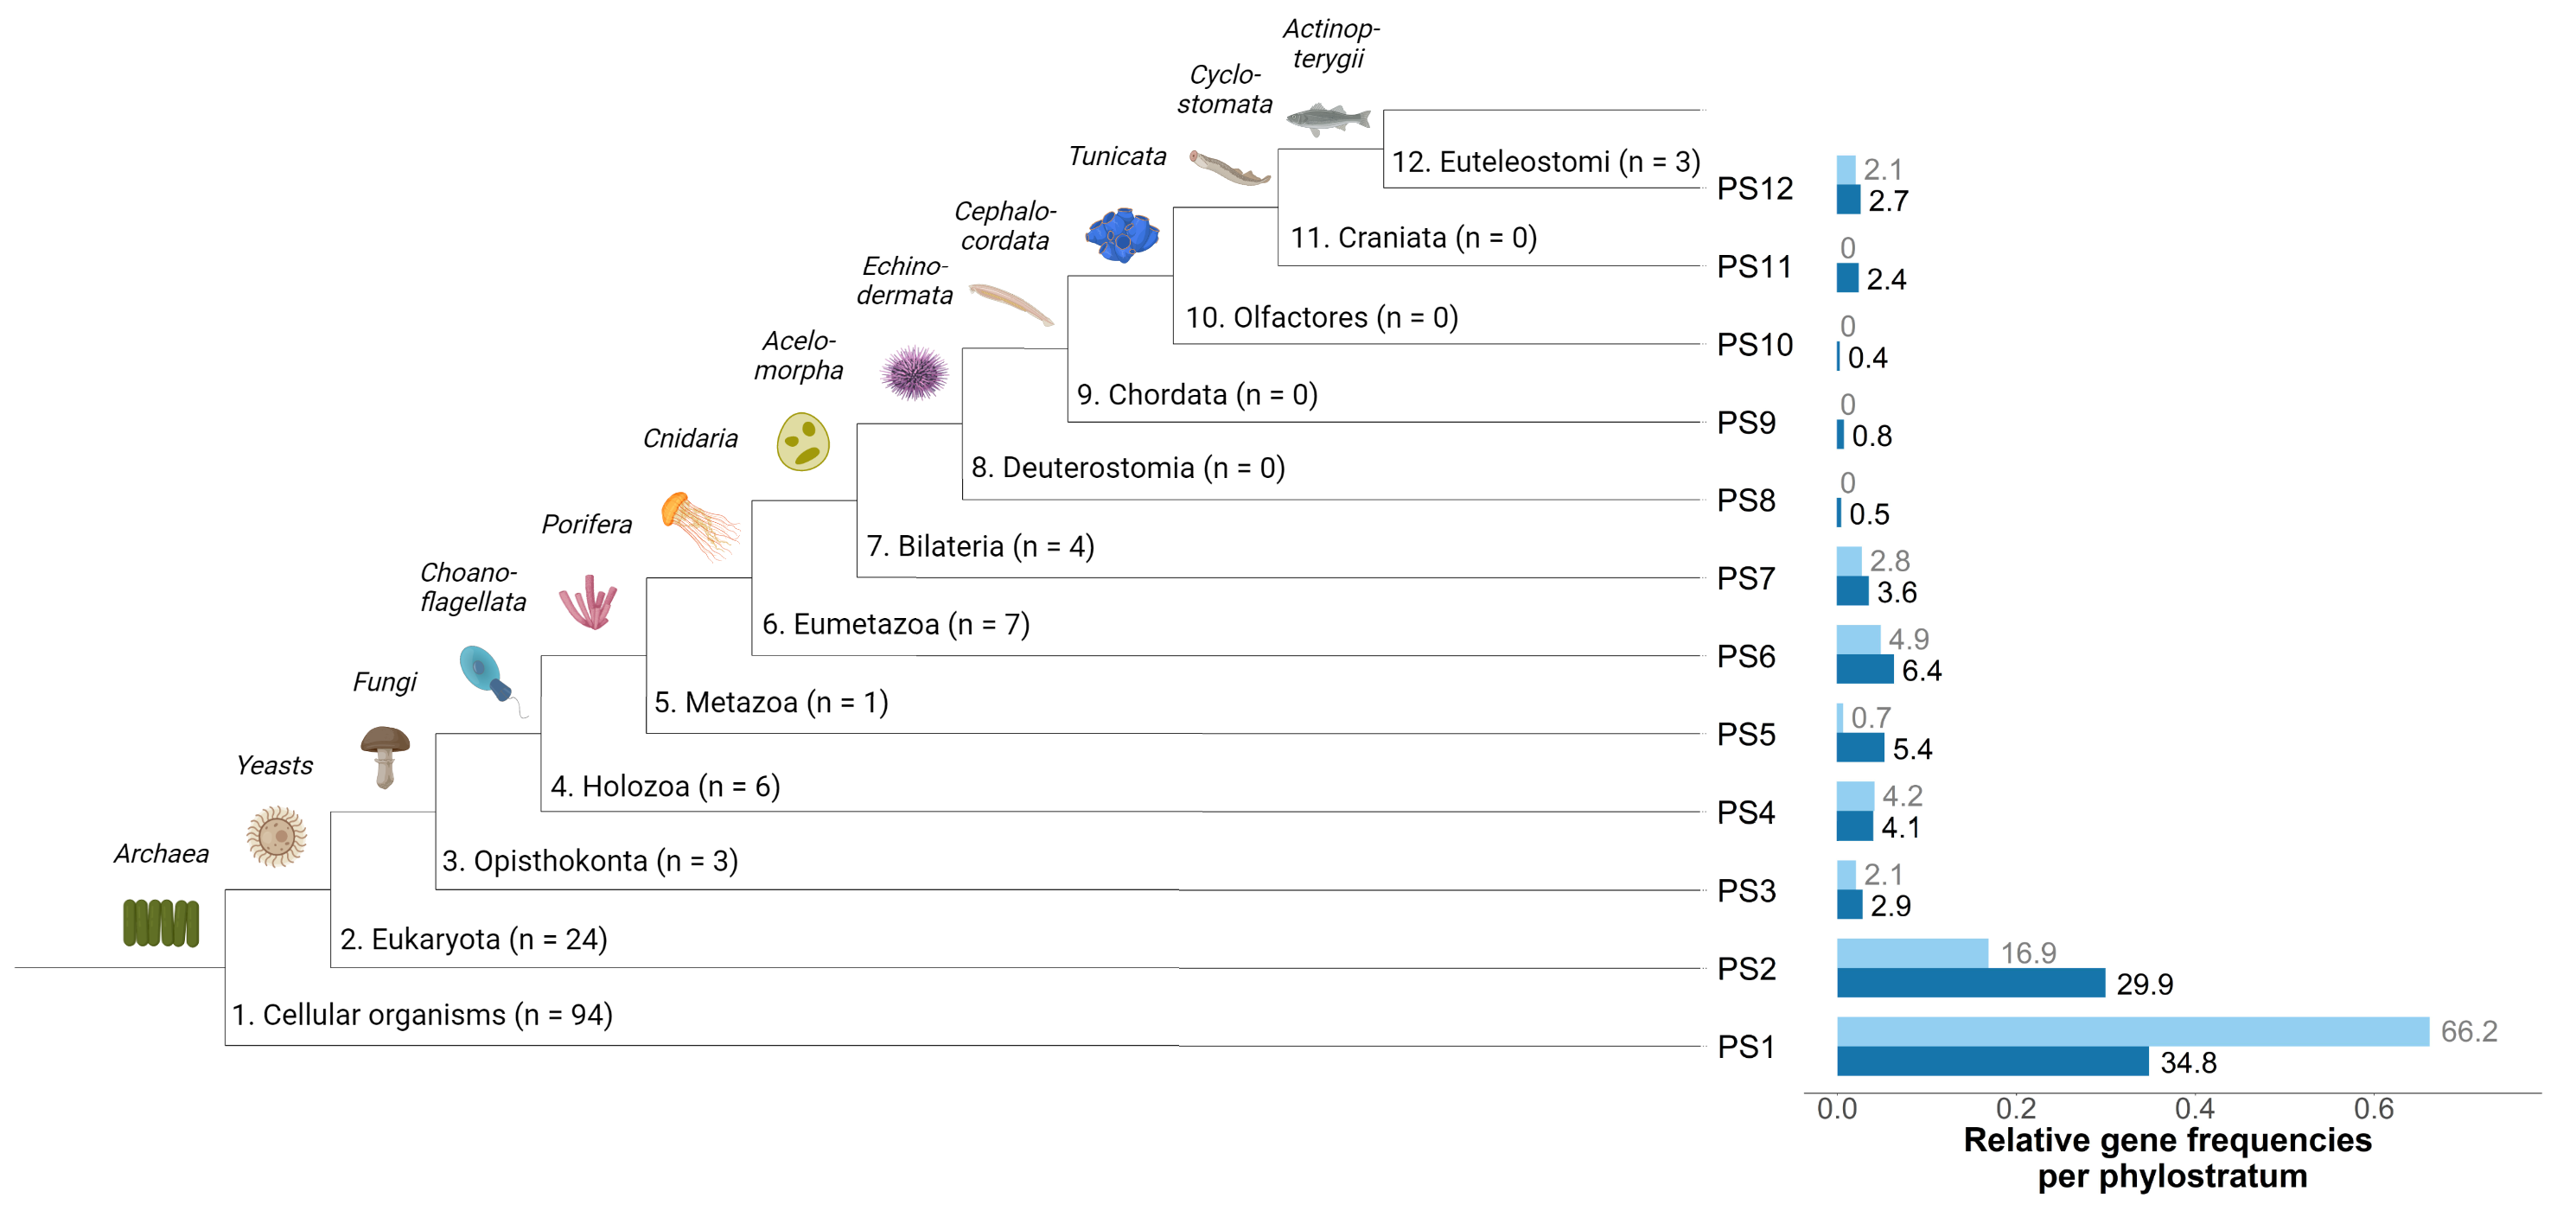 Actinop-
terygii
Cyclo-
stomata
Tunicata
12. Euteleostomi (n = 3)
PS12
2.1
2.7
Cephalo-
cordata
11. Craniata (n = 0)
PS11
0
2.4
Echino-
dermata
10. Olfactores (n = 0)
PS10
0
0.4
Acelo-
morpha
9. Chordata (n = 0)
PS9
0
0.8
Cnidaria
8. Deuterostomia (n = 0)
PS8
0
0.5
Porifera
7. Bilateria (n = 4)
PS7
2.8
3.6
Choano-
flagellata
6. Eumetazoa (n = 7)
PS6
4.9
6.4
Fungi
5. Metazoa (n = 1)
PS5
0.7
5.4
Yeasts
4. Holozoa (n = 6)
PS4
4.2
4.1
Archaea
3. Opisthokonta (n = 3)
PS3
2.1
2.9
2. Eukaryota (n = 24)
PS2
16.9
29.9
1. Cellular organisms (n = 94)
PS1
66.2
34.8
0.0 0.2 0.4 0.6
Relative gene frequencies
per phylostratum